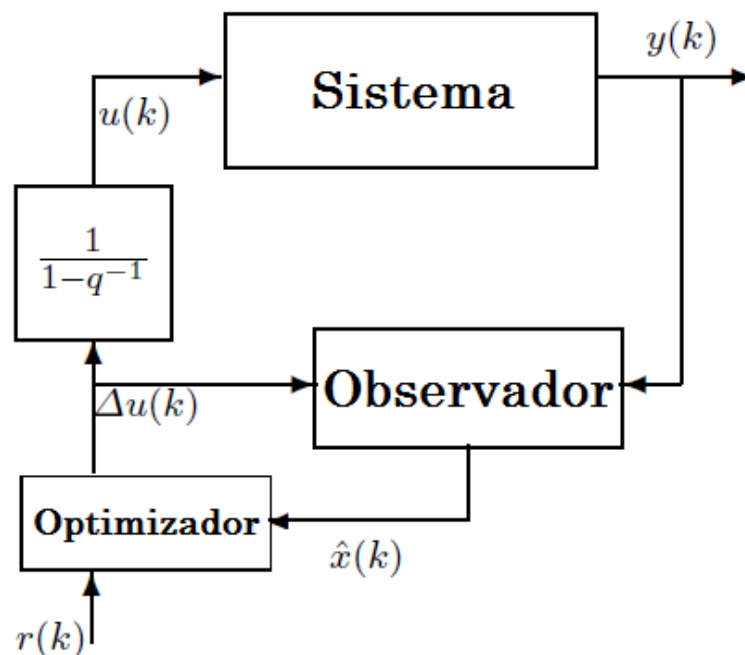 y(k)
Sistema
u(k)
1
1−q⁻¹
Observador
Δu(k)
Optimizador
x̂(k)
r(k)